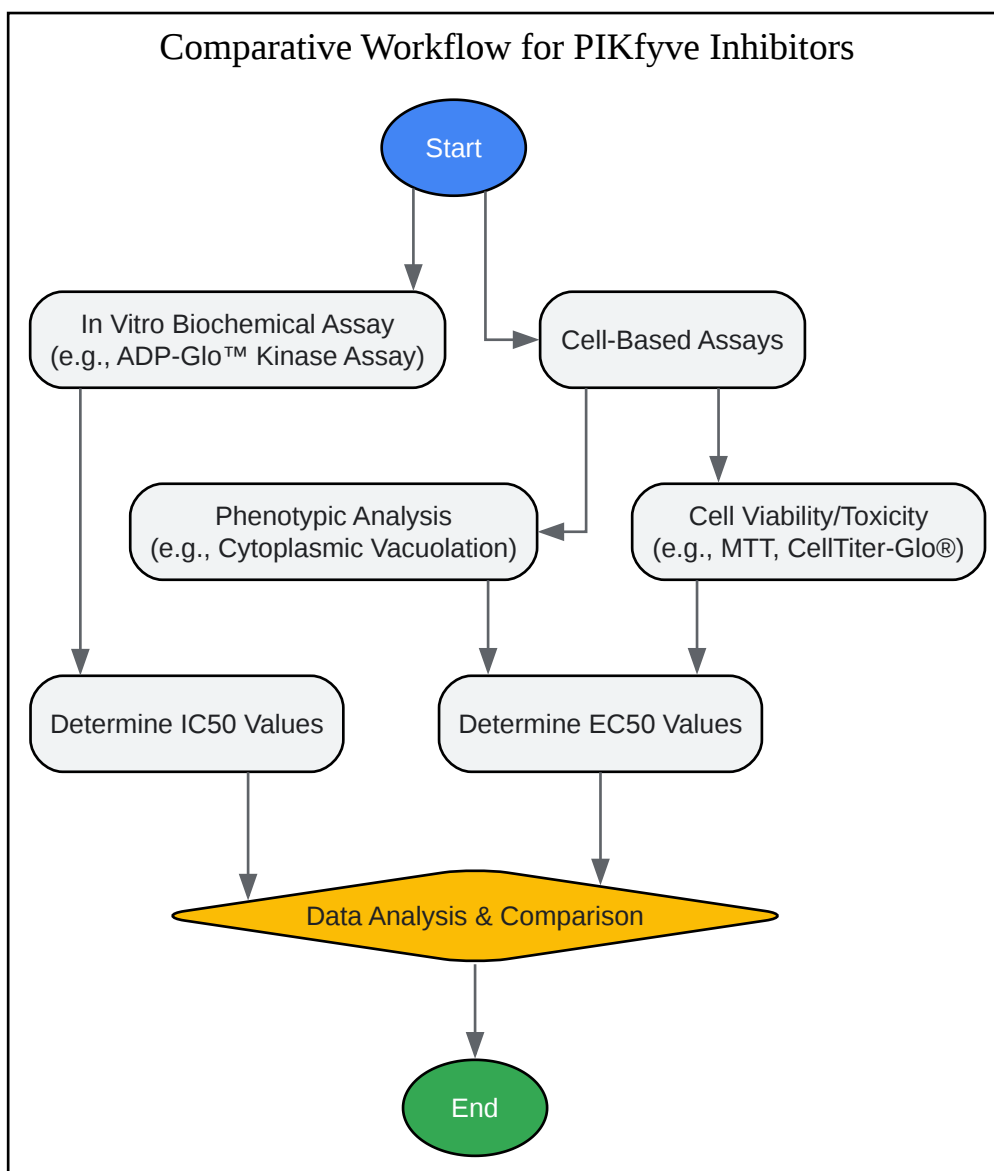 Comparative Workflow for PIKfyve Inhibitors
Start
In Vitro Biochemical Assay
(e.g., ADP-Glo™ Kinase Assay)
Cell-Based Assays
Phenotypic Analysis
(e.g., Cytoplasmic Vacuolation)
Cell Viability/Toxicity
(e.g., MTT, CellTiter-Glo®)
Determine IC50 Values
Determine EC50 Values
Data Analysis & Comparison
End